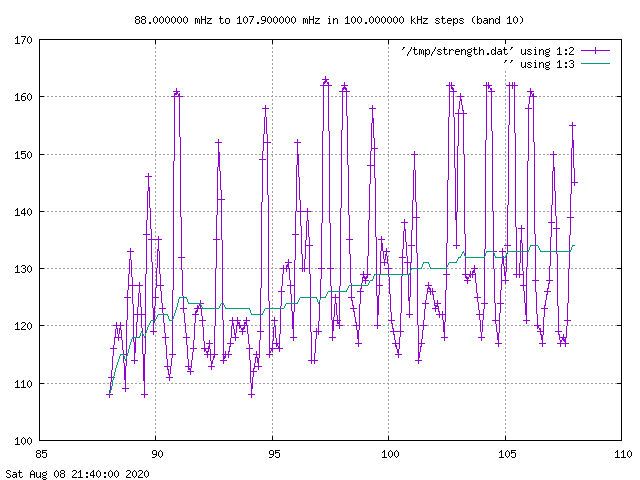 88.000000 mHz to 107.900000 mHz in 100.000000 kHz steps (band 10)
170
160
150
140
130
120
110
100
'/tmp/strength.dat' using 1:2
'' using 1:3
85 90 95 100 105 110
Sat Aug 08 21:40:00 2020